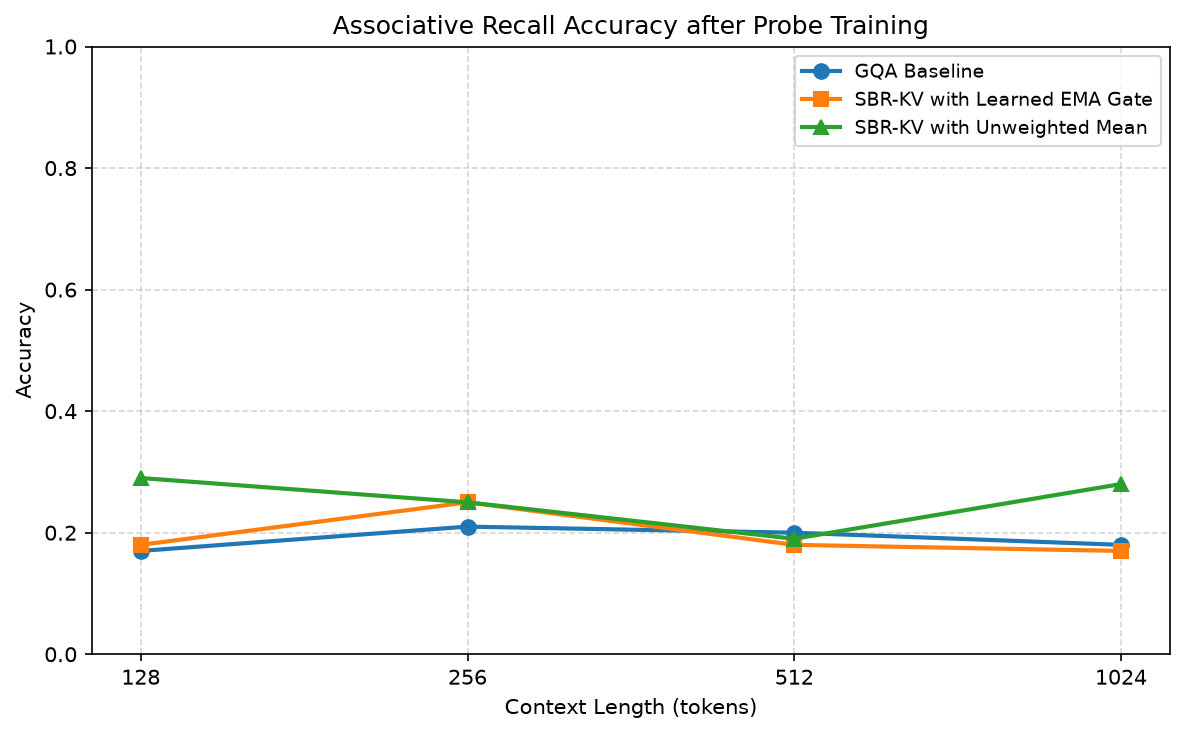 Associative Recall Accuracy after Probe Training
1.0
0.8
0.6
0.4
0.2
0.0
Accuracy
GQA Baseline
SBR-KV with Learned EMA Gate
SBR-KV with Unweighted Mean
128 256 512 1024
Context Length (tokens)